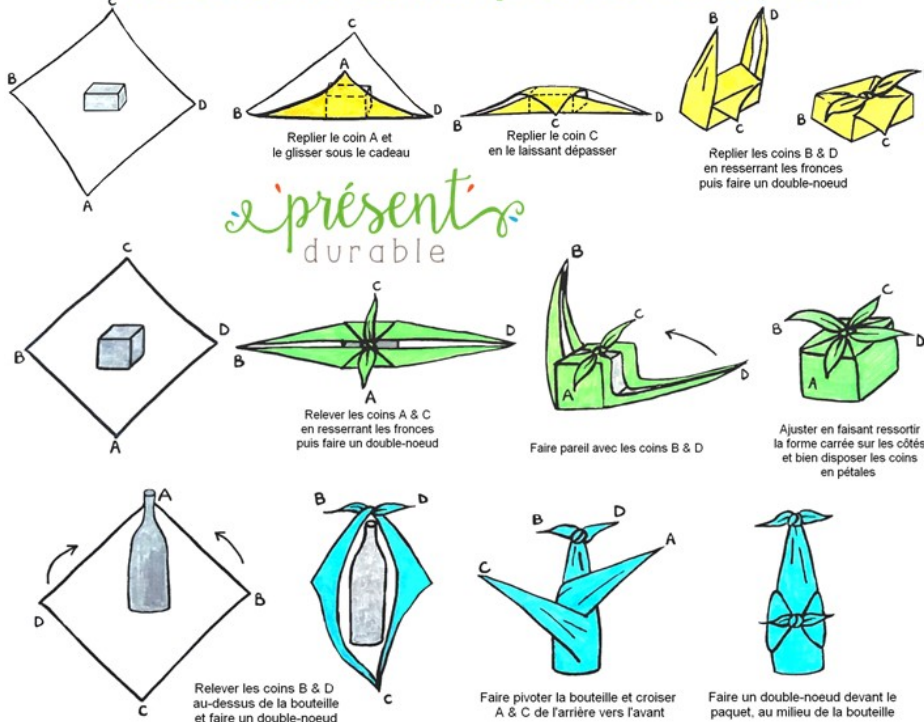 C
B
D
A
C
A
B
D
Replier le coin A et
le glisser sous le cadeau
B
C
D
Replier le coin C
en le laissant dépasser
B
D
C
B
C
Replier les coins B & D
en resserrant les fronces
puis faire un double-noeud
présent
durable
C
B
D
A
C
B
D
A
Relever les coins A & C
en resserrant les fronces
puis faire un double-noeud
B
C
A
D
Faire pareil avec les coins B & D
C
B
D
A
Ajuster en faisant ressortir
la forme carrée sur les côtés
et bien disposer les coins
en pétales
A
D
B
C
B
D
C
Relever les coins B & D
au-dessus de la bouteille
et faire un double-noeud
B
D
A
C
Faire pivoter la bouteille et croiser
A & C de l'arrière vers l'avant
Faire un double-noeud devant le
paquet, au milieu de la bouteille